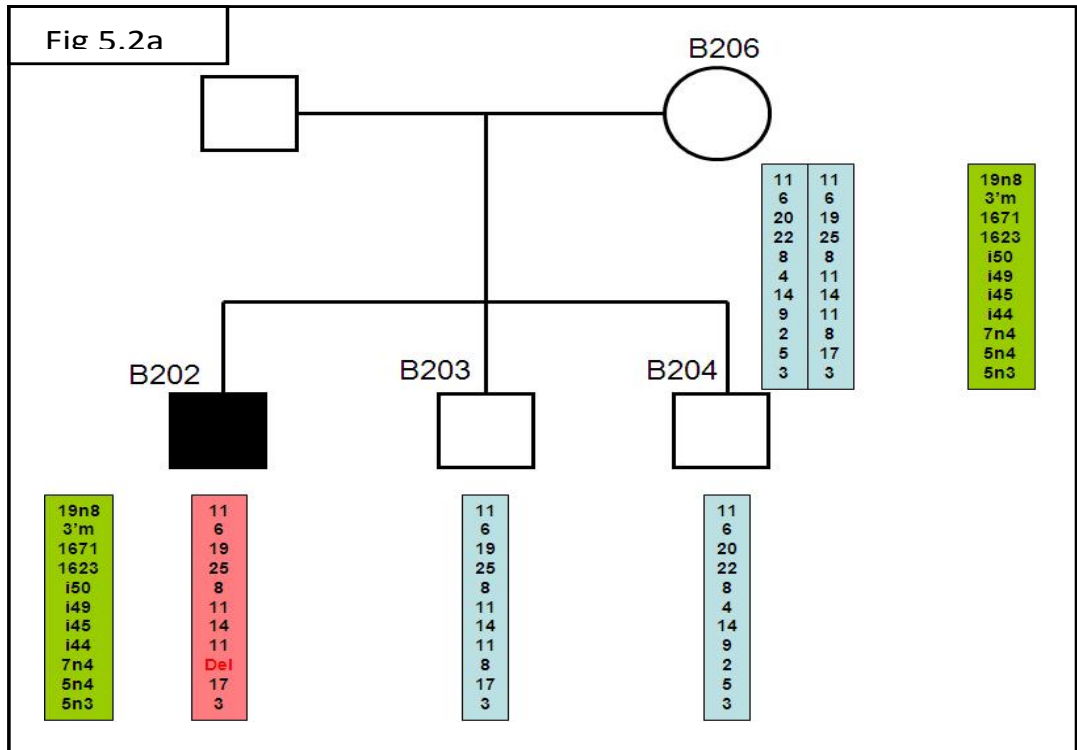 Fig 5.2a
B206
11 11
6 6
20 19
22 25
8 8
4 11
14 14
9 11
2 8
5 17
3 3
19n8
3'm
1671
1623
i50
i49
i45
i44
7n4
5n4
5n3
B202
B203
B204
19n8
3'm
1671
1623
i50
i49
i45
i44
7n4
5n4
5n3
11
6
19
25
8
11
14
11
Del
17
3
11
6
19
25
8
11
14
11
8
17
3
11
6
20
22
8
4
14
9
2
5
3